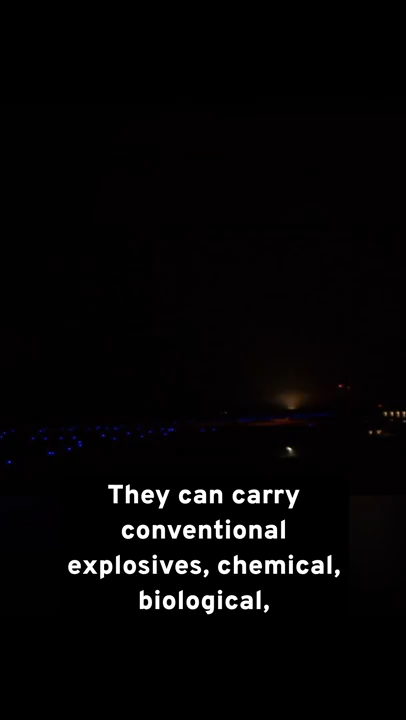 They can carry
conventional
explosives, chemical,
biological,